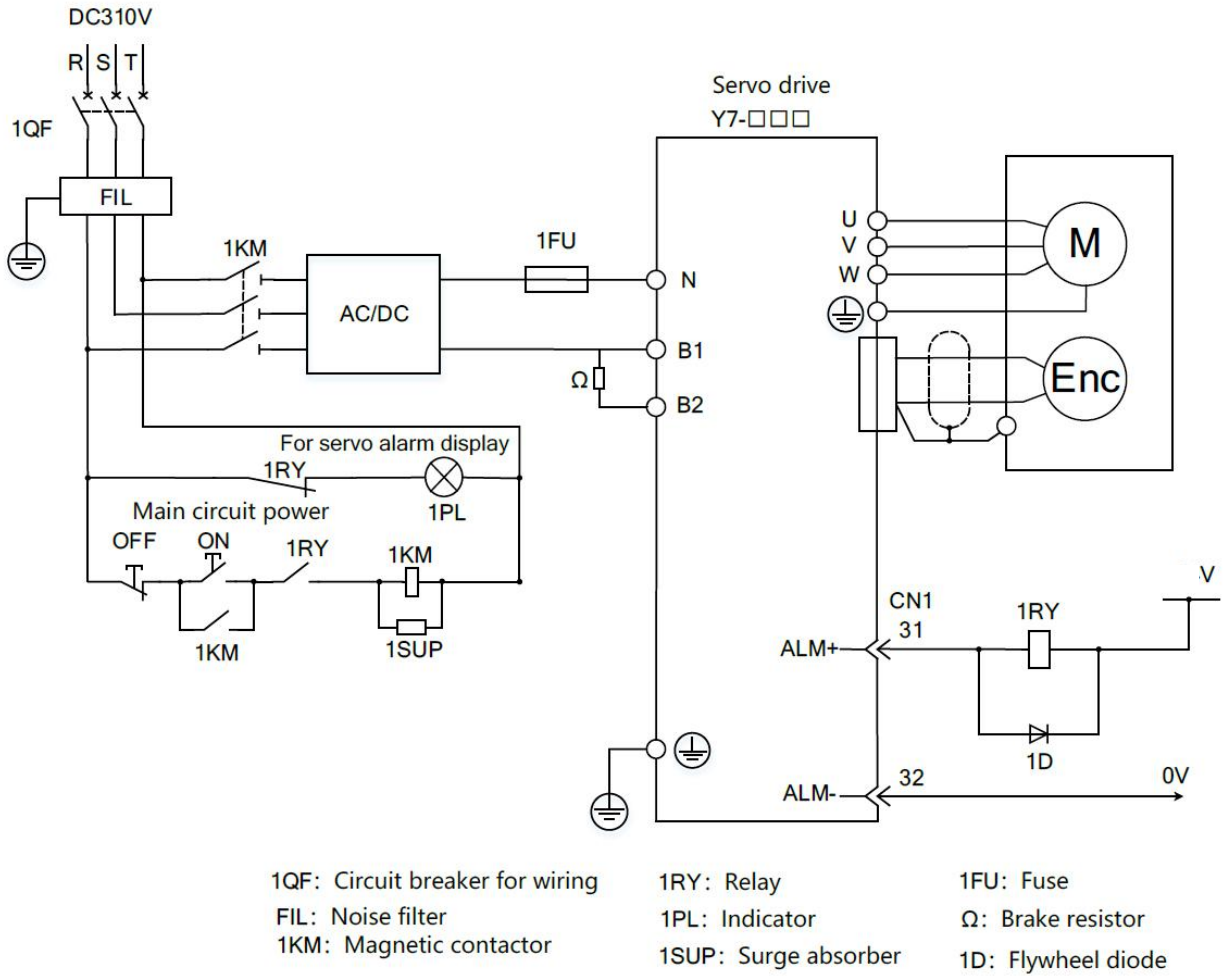 DC310V
R S T
1QF
FIL
Servo drive
Y7-□□□
1KM
AC/DC
1FU
N
B1
B2
Ω
U
V
W
M
Enc
For servo alarm display
1RY
1PL
Main circuit power
OFF
ON
1RY
1KM
1KM
1SUP
CN1
ALM+
31
1RY
V
1D
ALM-
32
0V
1QF: Circuit breaker for wiring
FIL: Noise filter
1KM: Magnetic contactor
1RY: Relay
1PL: Indicator
1SUP: Surge absorber
1FU: Fuse
Ω: Brake resistor
1D: Flywheel diode